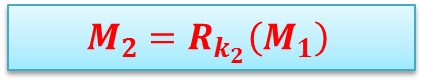 M₂ = R_{k₂}(M₁)